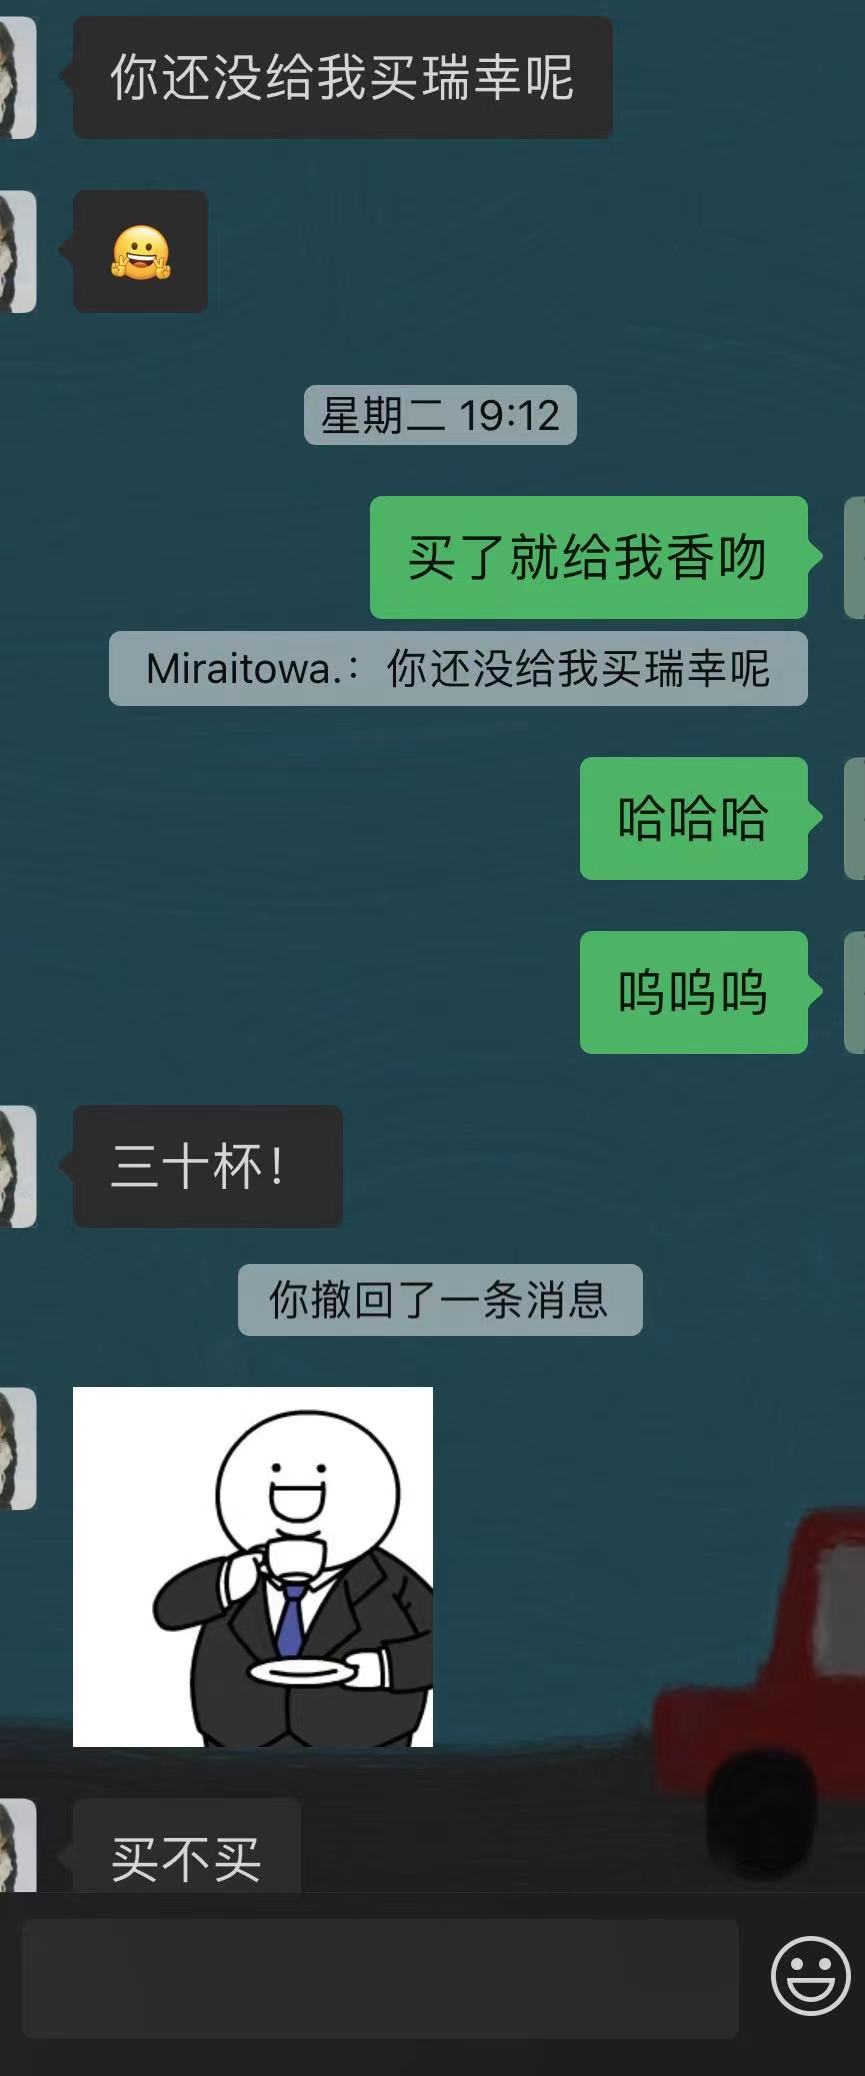 你还没给我买瑞幸呢
星期二 19:12
买了就给我香吻
Miraitowa.：你还没给我买瑞幸呢
哈哈哈
呜呜呜
三十杯！
你撤回了一条消息
买不买